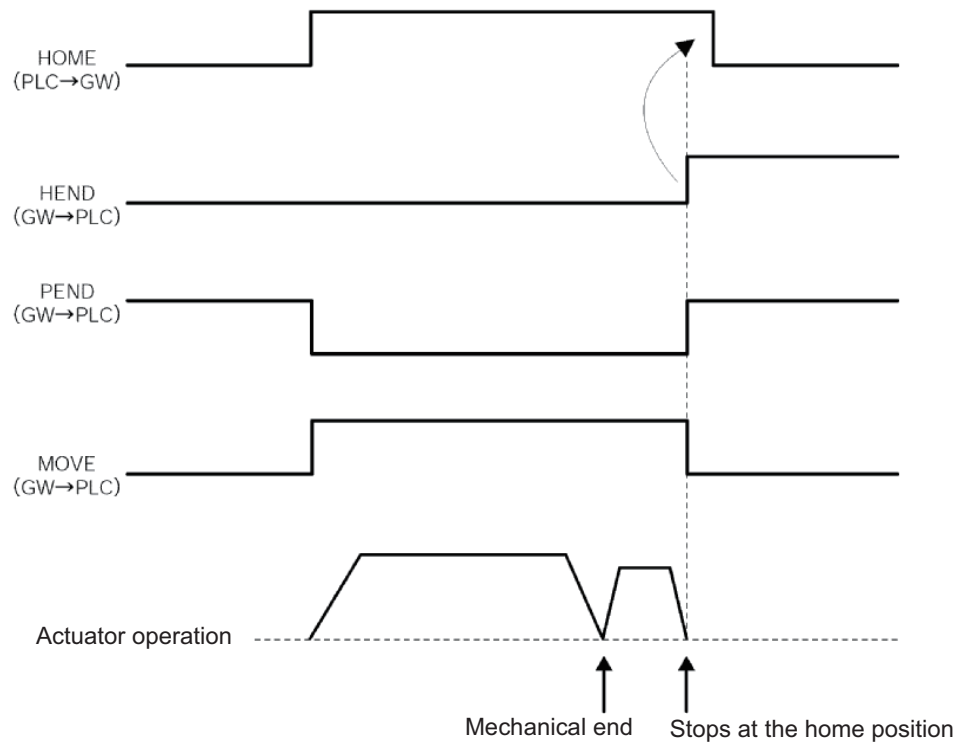 HOME
(PLC→GW)
HEND
(GW→PLC)
PEND
(GW→PLC)
MOVE
(GW→PLC)
Actuator operation
Mechanical end
Stops at the home position